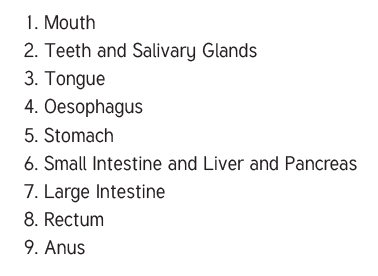 1. Mouth
2. Teeth and Salivary Glands
3. Tongue
4. Oesophagus
5. Stomach
6. Small Intestine and Liver and Pancreas
7. Large Intestine
8. Rectum
9. Anus